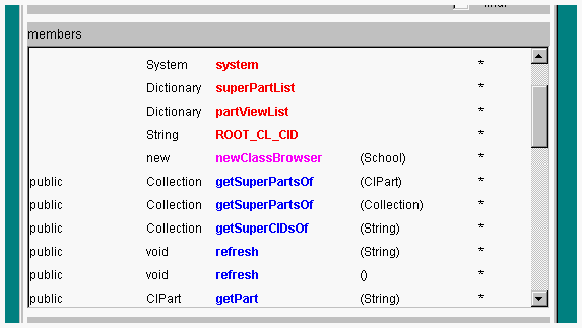 members
System system *
Dictionary superPartList *
Dictionary partViewList *
String ROOT_CL_CID *
new newClassBrowser (School) *
public Collection getSuperPartsOf (ClPart) *
public Collection getSuperPartsOf (Collection) *
public Collection getSuperCIDsOf (String) *
public void refresh (String) *
public void refresh () *
public ClPart getPart (String) *